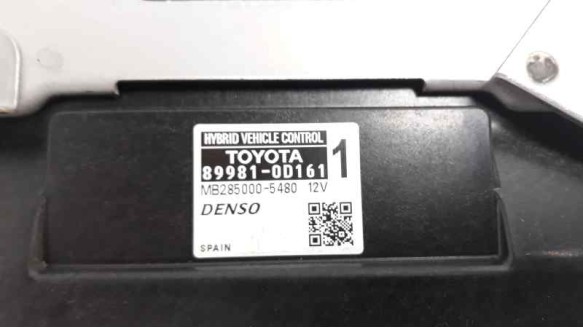 HYBRID VEHICLE CONTROL
TOYOTA 1
89981-0D161
MB285000-5480 12V
DENSO
SPAIN